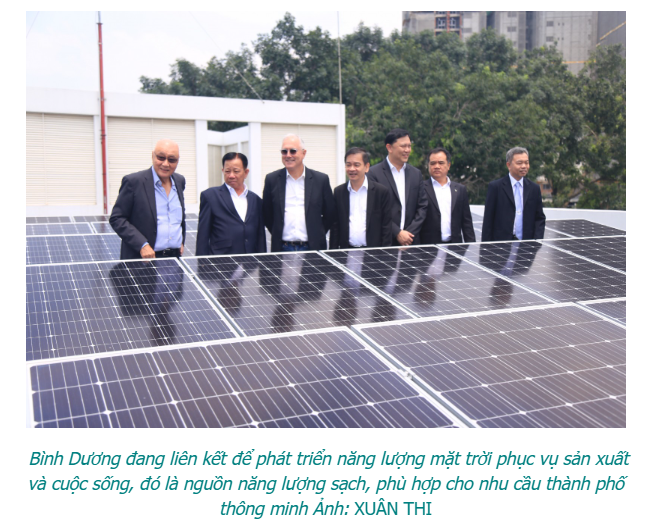 Bình Dương đang liên kết để phát triển năng lượng mặt trời phục vụ sản xuất
và cuộc sống, đó là nguồn năng lượng sạch, phù hợp cho nhu cầu thành phố
thông minh Ảnh: XUÂN THI